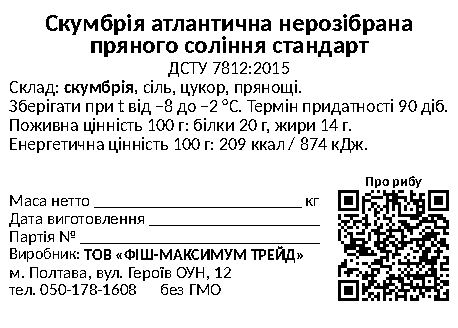 Скумбрія атлантична нерозібрана
пряного соління стандарт
ДСТУ 7812:2015
Склад: скумбрія, сіль, цукор, прянощі.
Зберігати при t від −8 до −2 °С. Термін придатності 90 діб.
Поживна цінність 100 г: білки 20 г, жири 14 г.
Енергетична цінність 100 г: 209 ккал / 874 кДж.
Про рибу
Маса нетто ________________________ кг
Дата виготовлення ____________________
Партія № ____________________________
Виробник: ТОВ «ФІШ-МАКСИМУМ ТРЕЙД»
м. Полтава, вул. Героїв ОУН, 12
тел. 050-178-1608 без ГМО